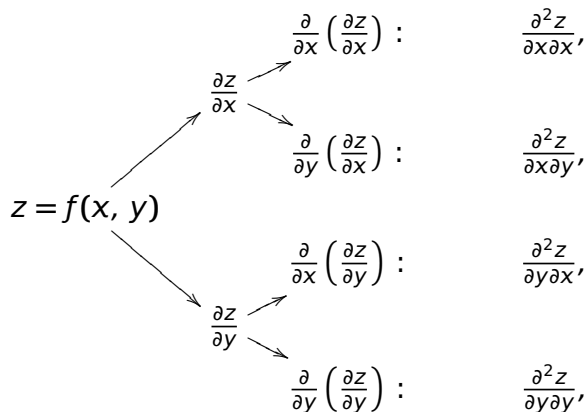 ∂/∂x (∂z/∂x) : ∂²z/∂x∂x,
∂z/∂x
∂/∂y (∂z/∂x) : ∂²z/∂x∂y,
z = f(x, y)
∂/∂x (∂z/∂y) : ∂²z/∂y∂x,
∂z/∂y
∂/∂y (∂z/∂y) : ∂²z/∂y∂y,